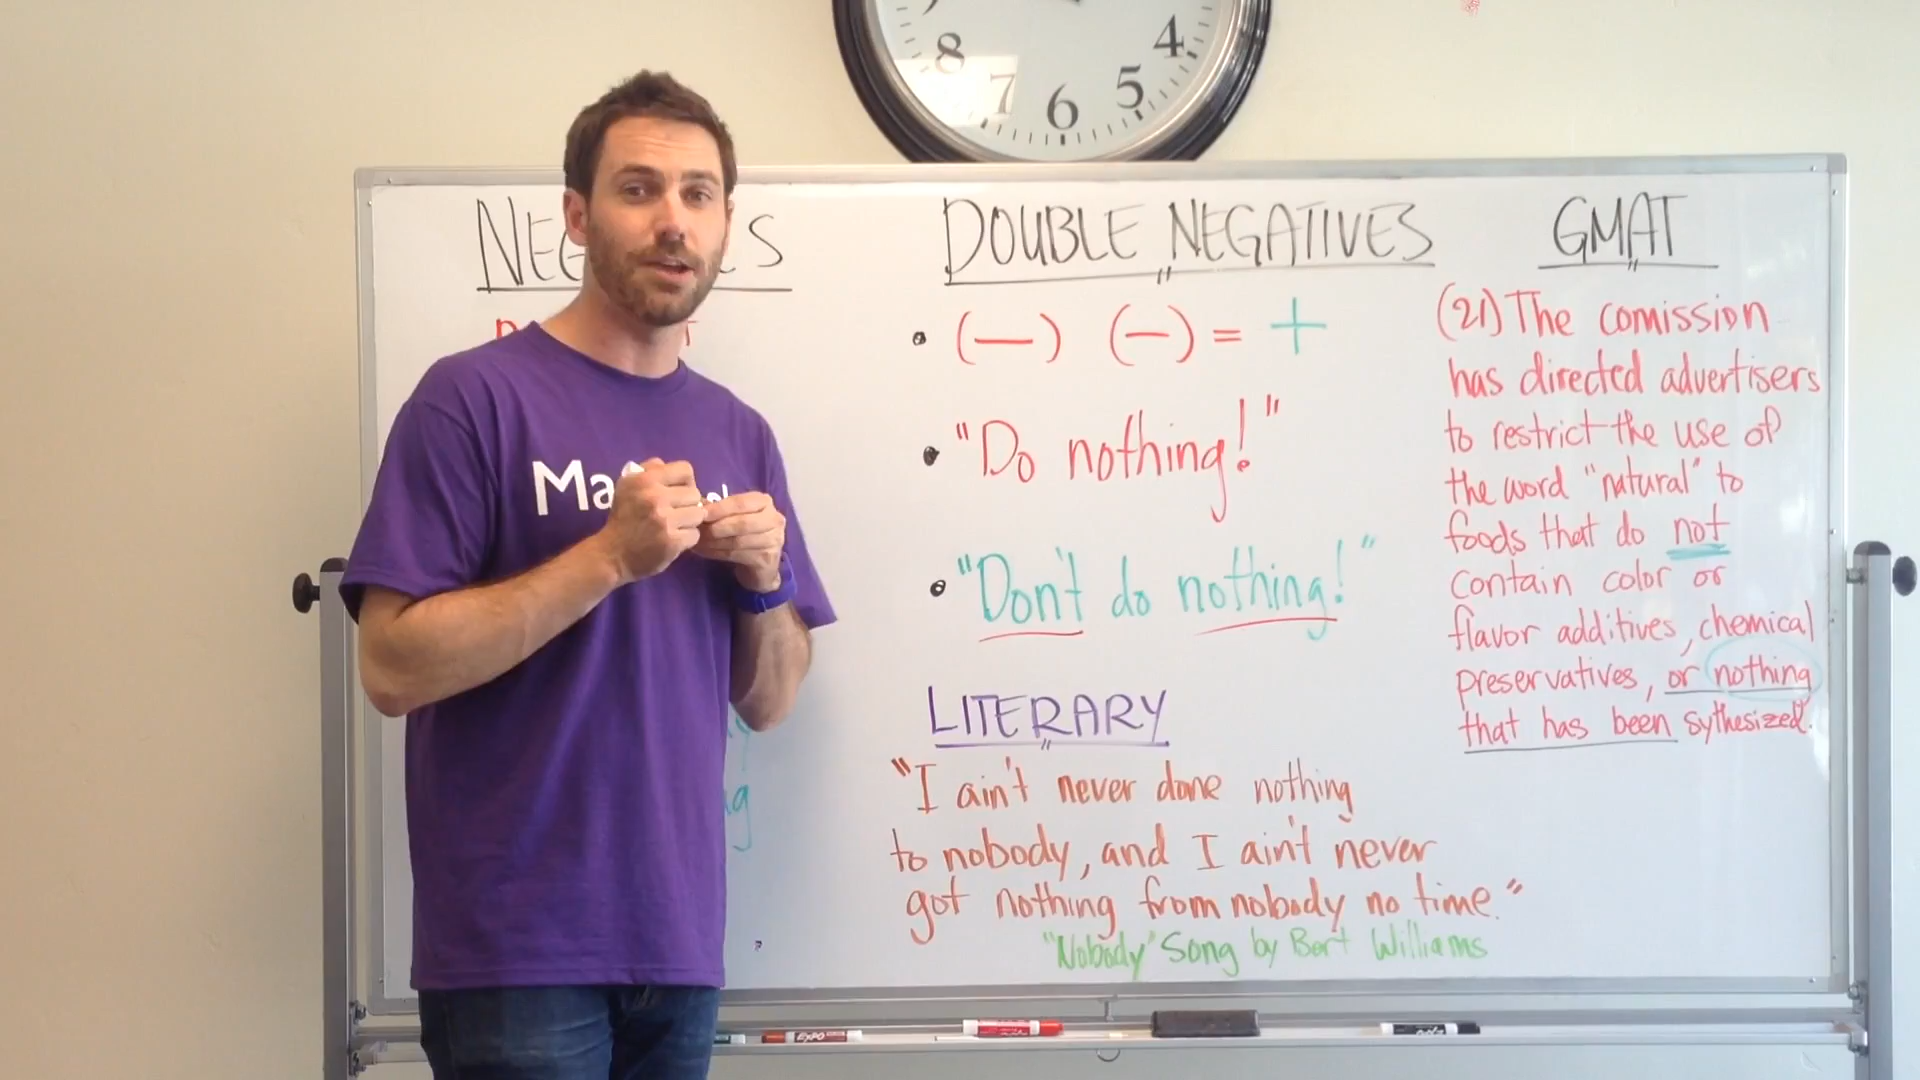 8 7 6 5 4
DOUBLE NEGATIVES
(—) (—) = +
"Do nothing!"
"Don't do nothing!"
LITERARY
"I ain't never done nothing
to nobody, and I ain't never
got nothing from nobody no time."
"Nobody" Song by Bert Williams
GMAT
(21) The comission
has directed advertisers
to restrict the use of
the word "natural" to
foods that do not
contain color or
flavor additives, chemical
preservatives, or nothing
that has been sythesized.
EXPO